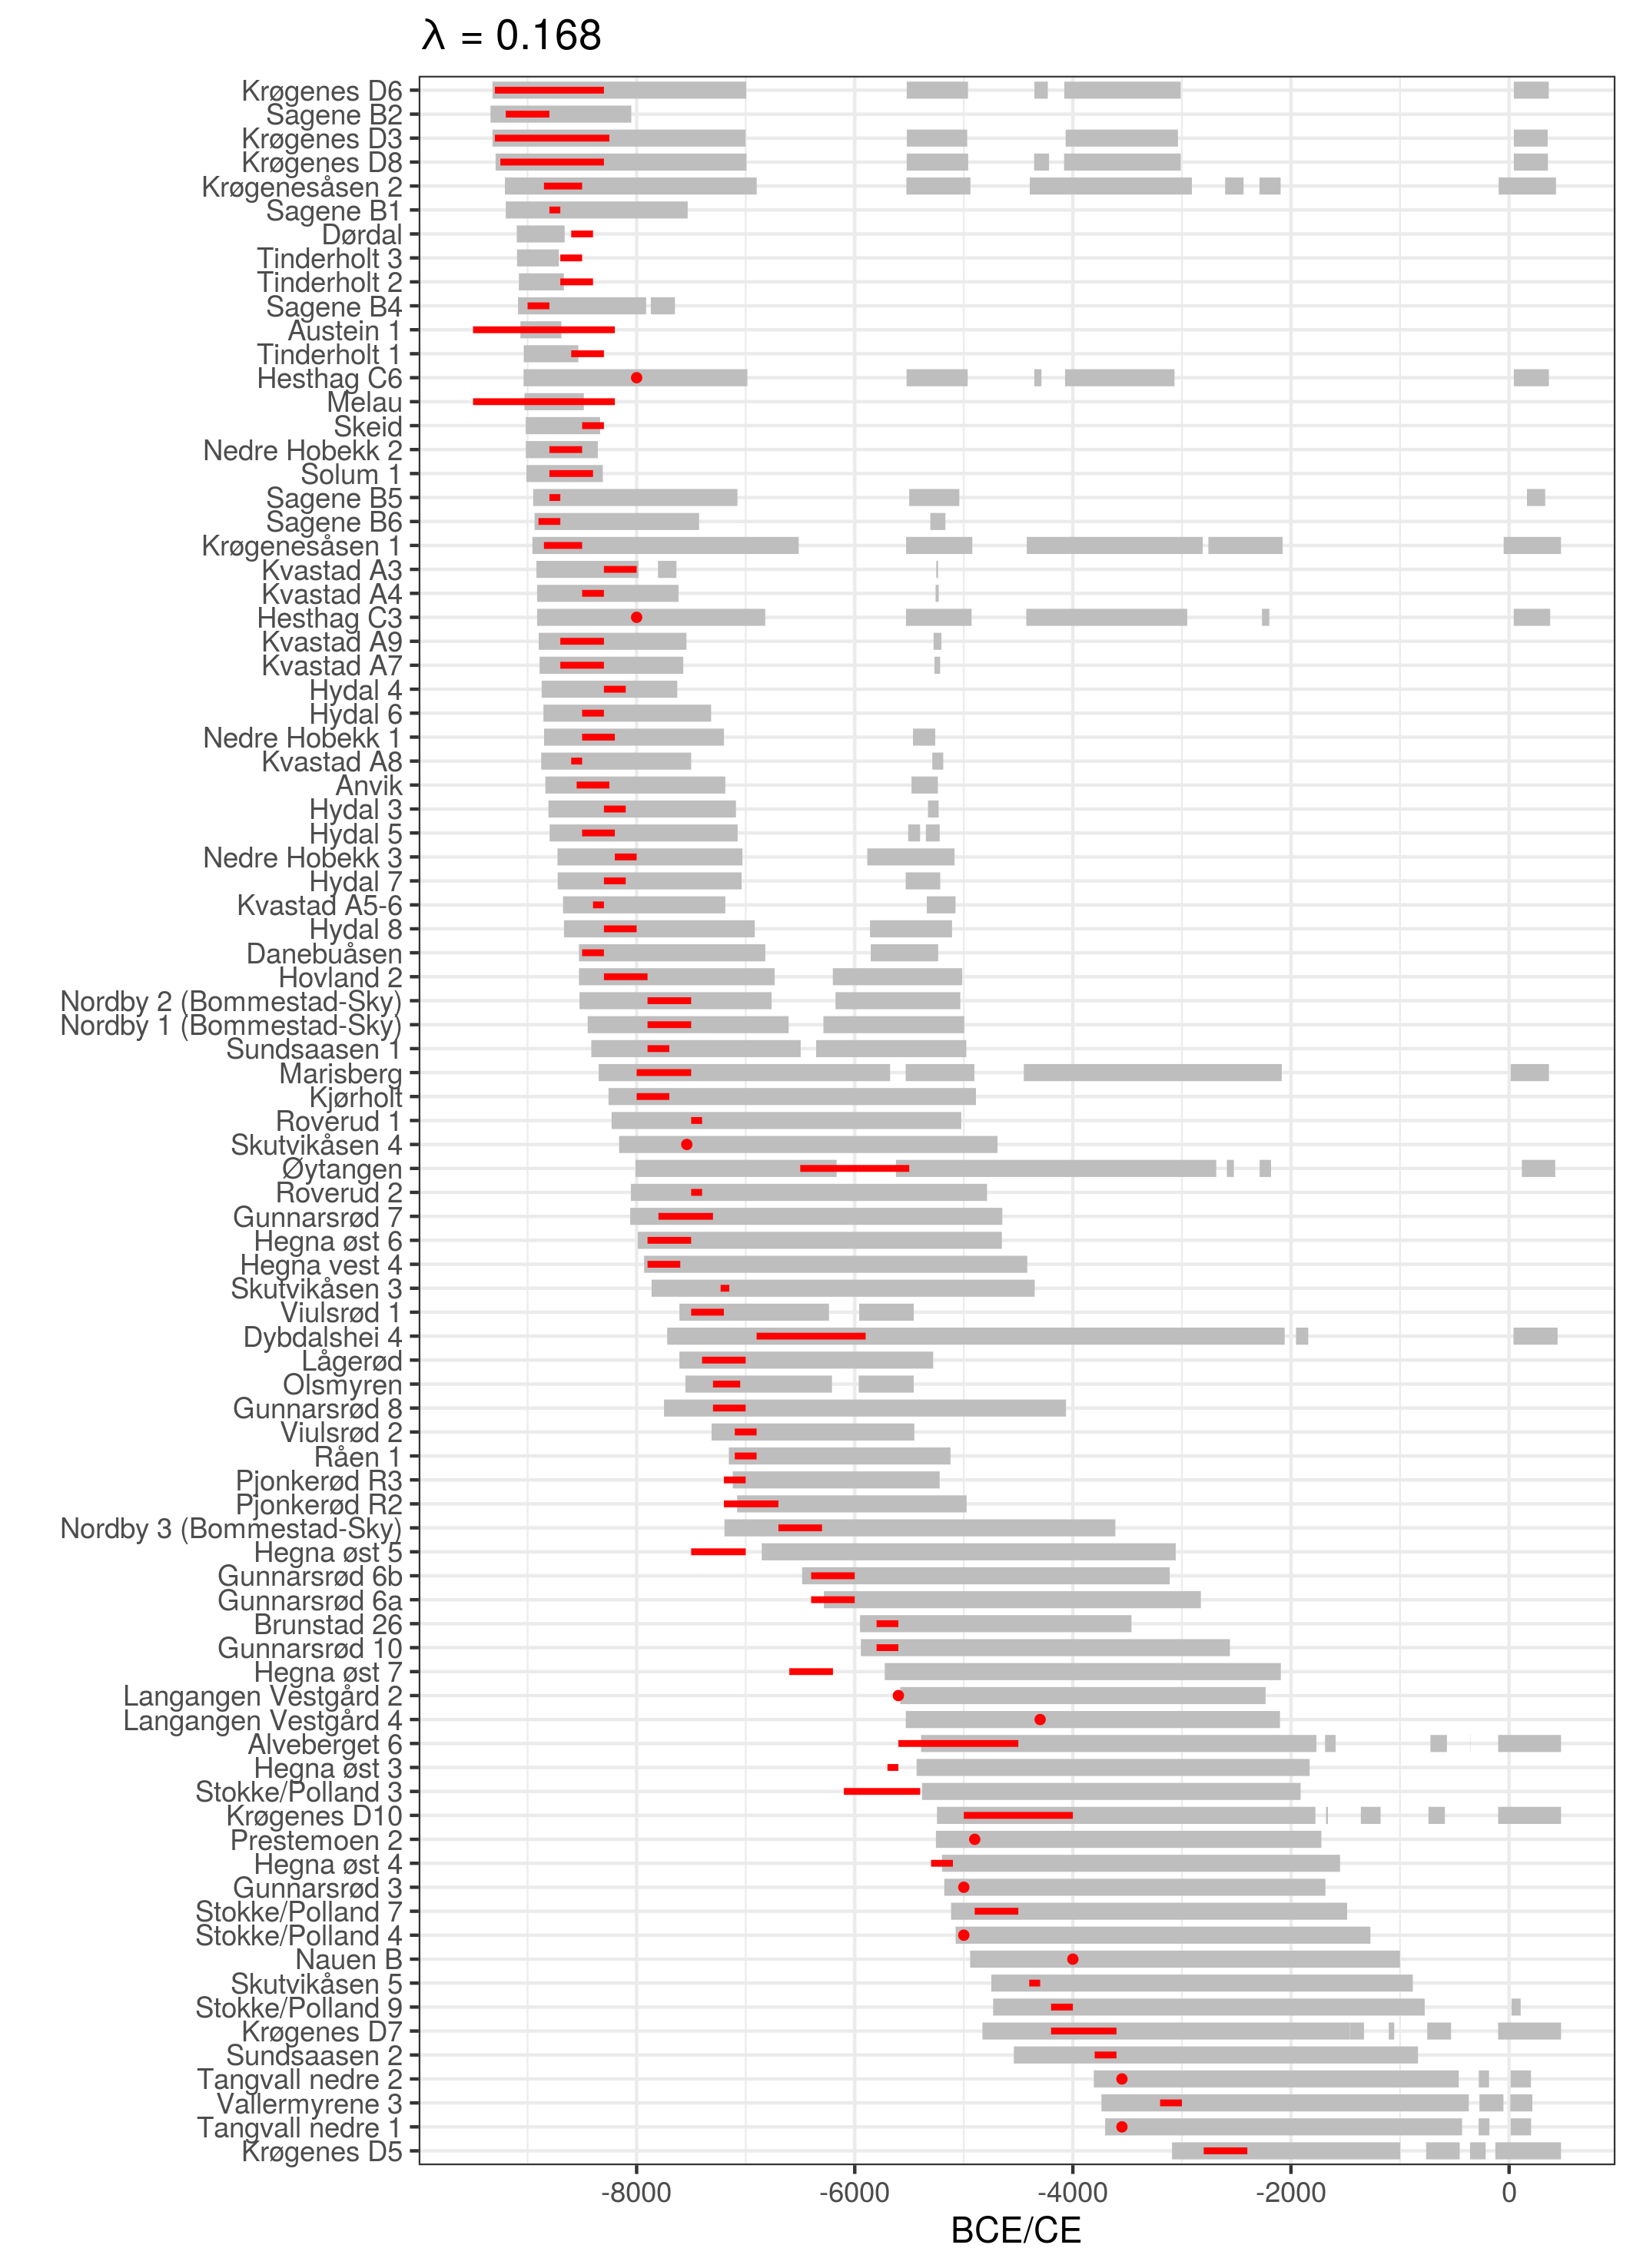 λ = 0.168
Krøgenes D6
Sagene B2
Krøgenes D3
Krøgenes D8
Krøgenesåsen 2
Sagene B1
Dørdal
Tinderholt 3
Tinderholt 2
Sagene B4
Austein 1
Tinderholt 1
Hesthag C6
Melau
Skeid
Nedre Hobekk 2
Solum 1
Sagene B5
Sagene B6
Krøgenesåsen 1
Kvastad A3
Kvastad A4
Hesthag C3
Kvastad A9
Kvastad A7
Hydal 4
Hydal 6
Nedre Hobekk 1
Kvastad A8
Anvik
Hydal 3
Hydal 5
Nedre Hobekk 3
Hydal 7
Kvastad A5-6
Hydal 8
Danebuåsen
Hovland 2
Nordby 2 (Bommestad-Sky)
Nordby 1 (Bommestad-Sky)
Sundsaasen 1
Marisberg
Kjørholt
Roverud 1
Skutvikåsen 4
Øytangen
Roverud 2
Gunnarsrød 7
Hegna øst 6
Hegna vest 4
Skutvikåsen 3
Viulsrød 1
Dybdalshei 4
Lågerød
Olsmyren
Gunnarsrød 8
Viulsrød 2
Råen 1
Pjonkerød R3
Pjonkerød R2
Nordby 3 (Bommestad-Sky)
Hegna øst 5
Gunnarsrød 6b
Gunnarsrød 6a
Brunstad 26
Gunnarsrød 10
Hegna øst 7
Langangen Vestgård 2
Langangen Vestgård 4
Alveberget 6
Hegna øst 3
Stokke/Polland 3
Krøgenes D10
Prestemoen 2
Hegna øst 4
Gunnarsrød 3
Stokke/Polland 7
Stokke/Polland 4
Nauen B
Skutvikåsen 5
Stokke/Polland 9
Krøgenes D7
Sundsaasen 2
Tangvall nedre 2
Vallermyrene 3
Tangvall nedre 1
Krøgenes D5
-8000 -6000 -4000 -2000 0
BCE/CE